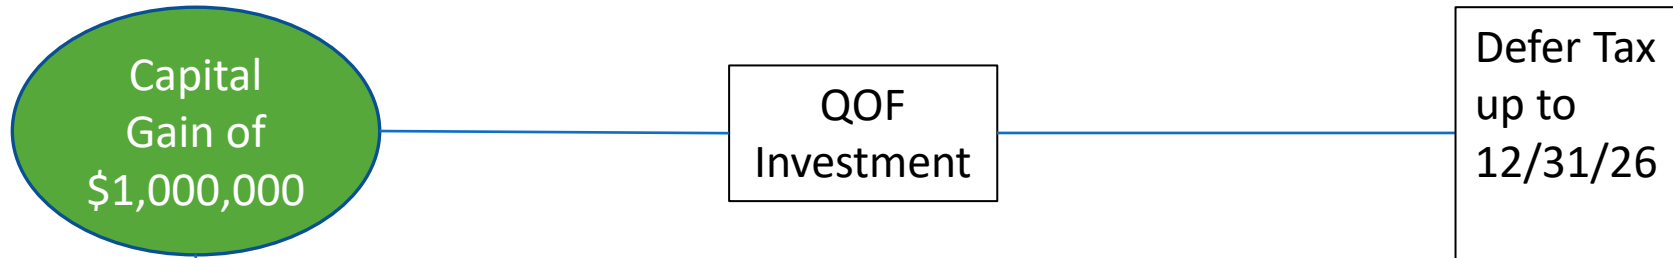 Capital
Gain of
$1,000,000
QOF
Investment
Defer Tax
up to
12/31/26